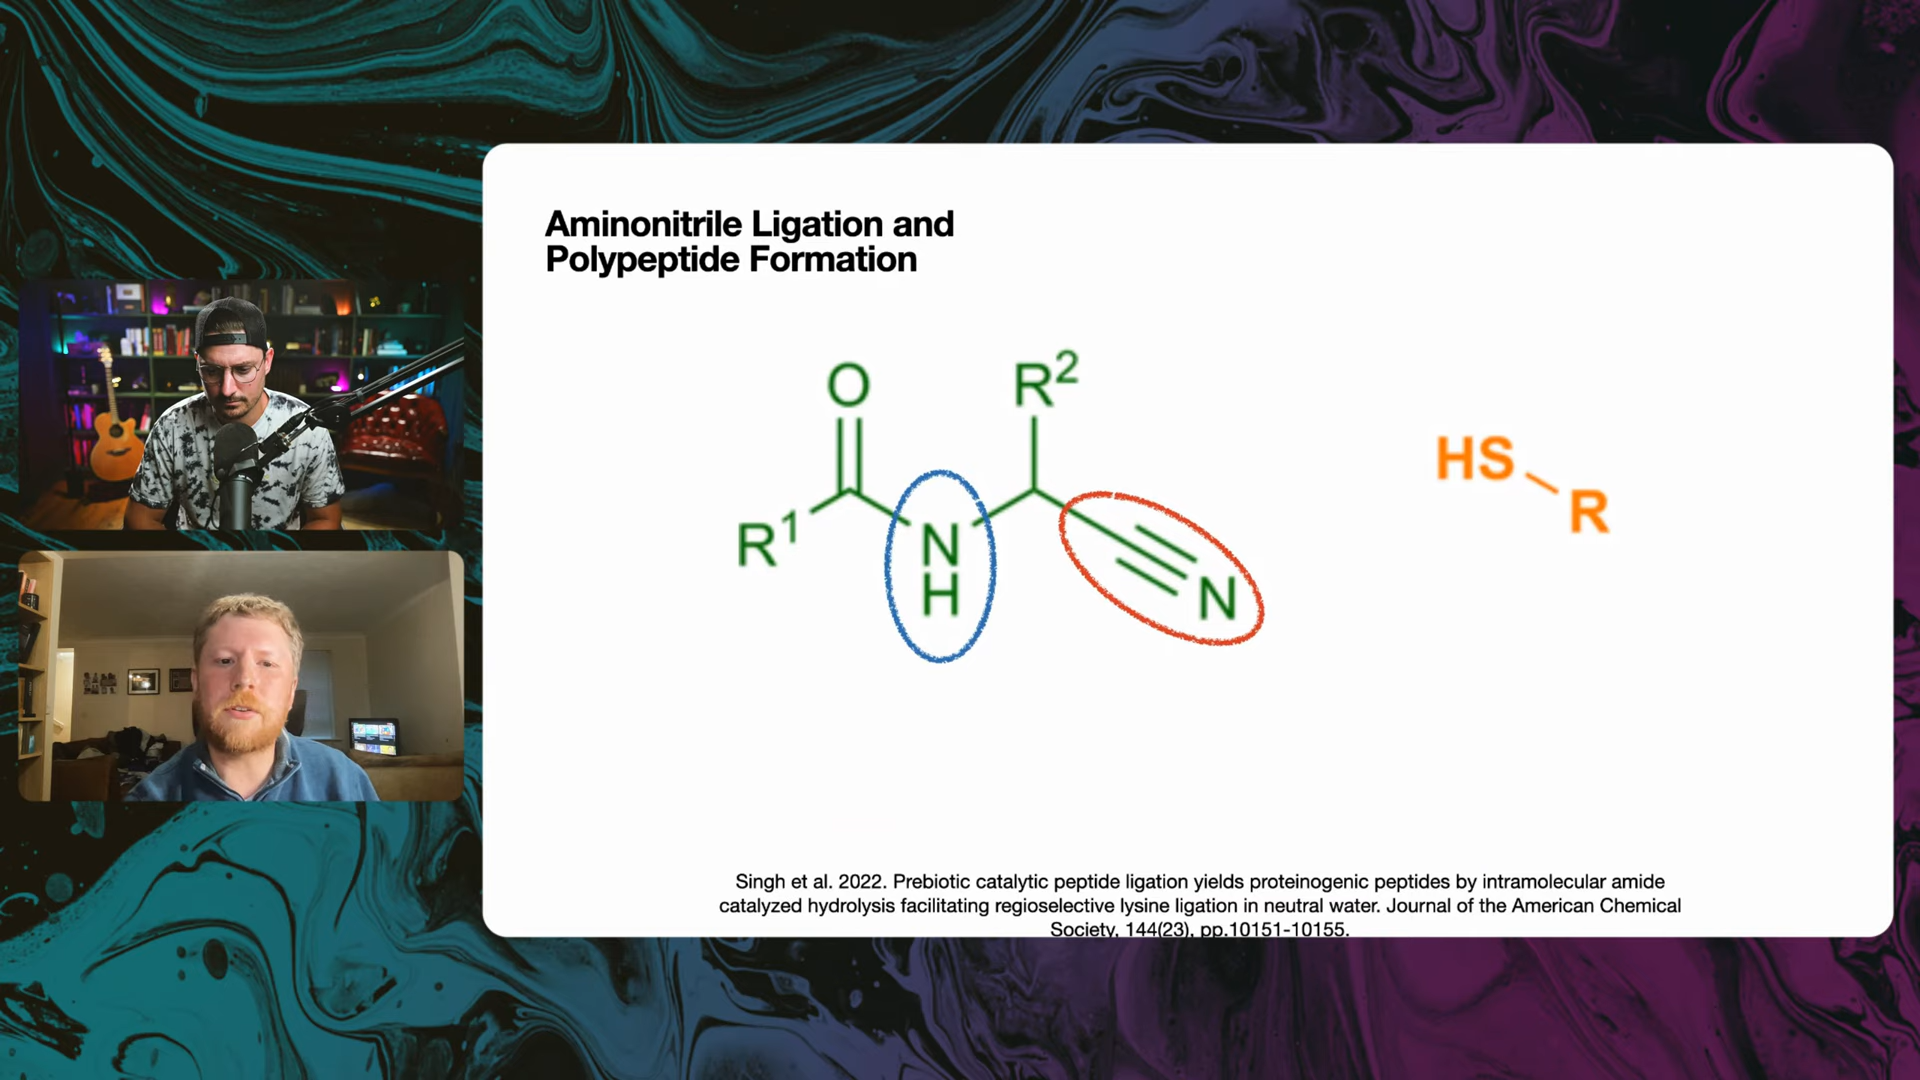 Aminonitrile Ligation and
Polypeptide Formation
O
R²
HS
R¹
N
H
N
R
Singh et al. 2022. Prebiotic catalytic peptide ligation yields proteinogenic peptides by intramolecular amide
catalyzed hydrolysis facilitating regioselective lysine ligation in neutral water. Journal of the American Chemical
Society, 144(23), pp.10151-10155.